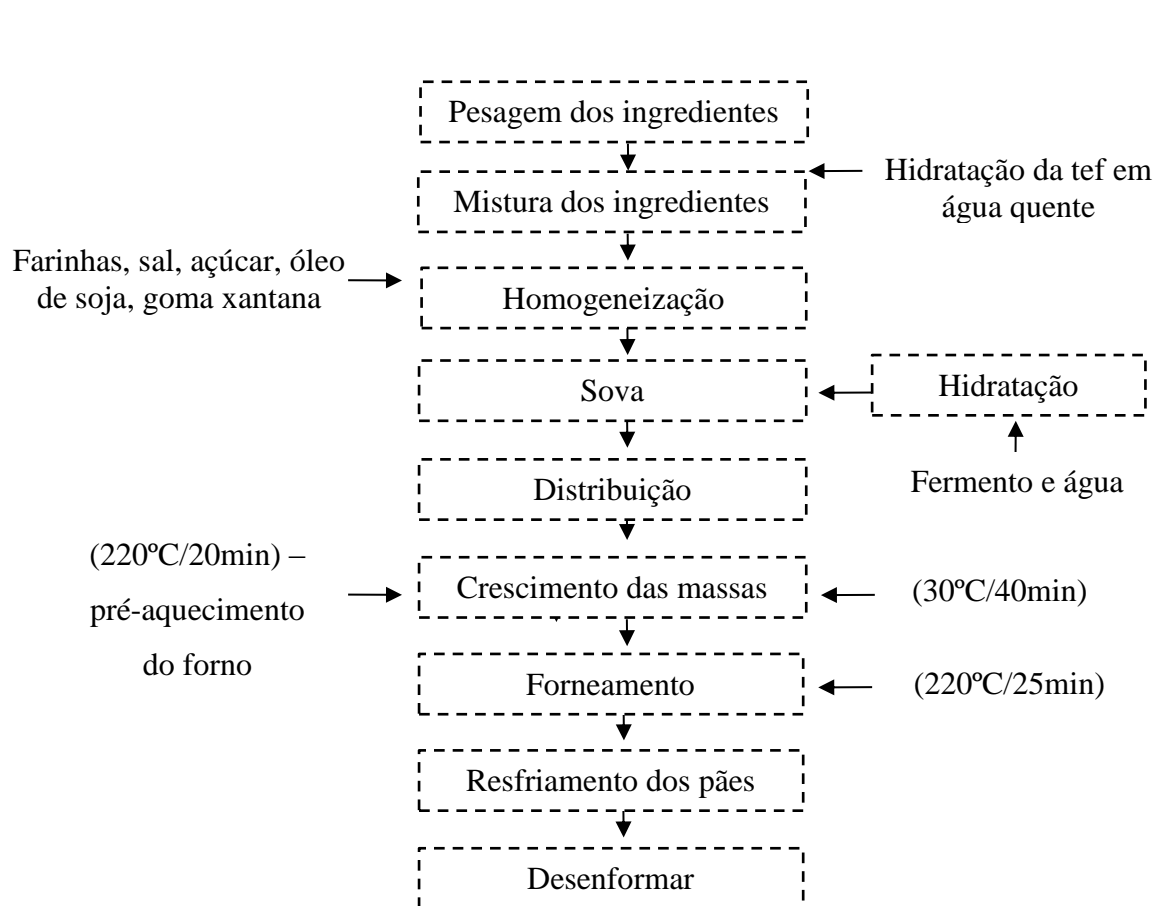 Pesagem dos ingredientes
Hidratação da tef em
água quente
Mistura dos ingredientes
Farinhas, sal, açúcar, óleo
de soja, goma xantana
Homogeneização
Sova
Hidratação
Fermento e água
Distribuição
(220ºC/20min) –
pré-aquecimento
do forno
Crescimento das massas
(30ºC/40min)
Forneamento
(220ºC/25min)
Resfriamento dos pães
Desenformar